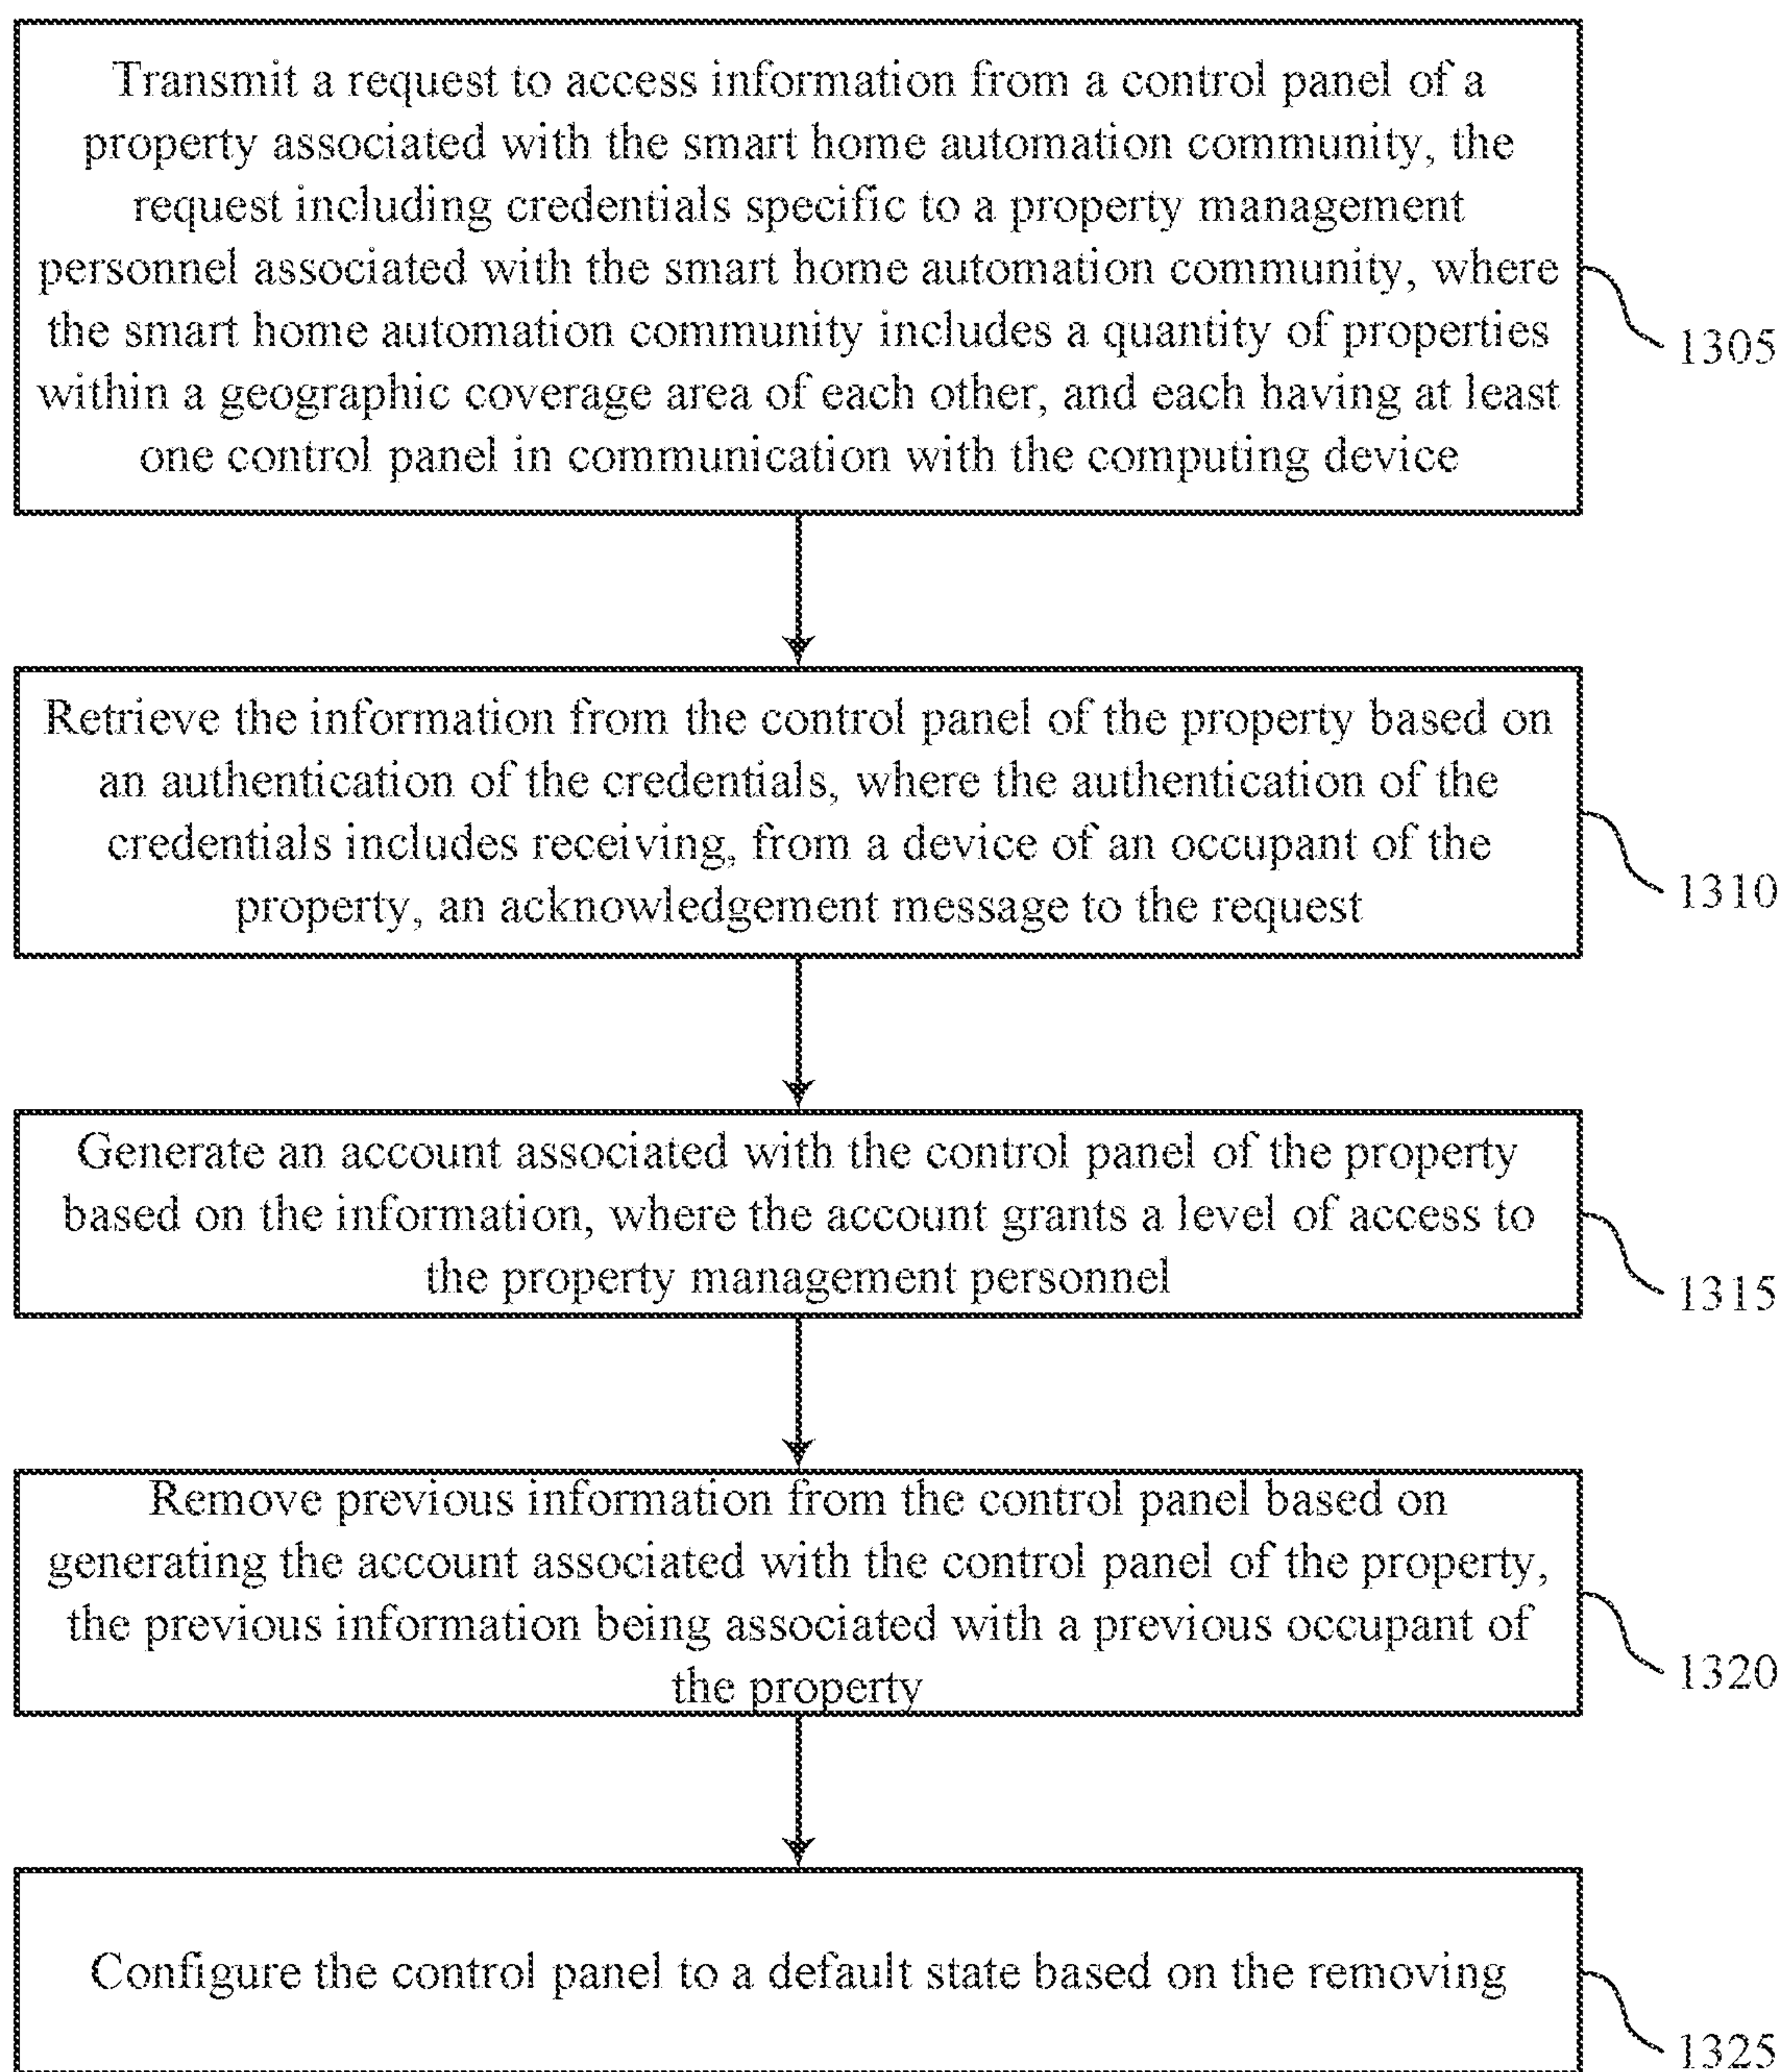 Transmit a request to access information from a control panel of a
property associated with the smart home automation community, the
request including credentials specific to a property management
personnel associated with the smart home automation community, where
the smart home automation community includes a quantity of properties
within a geographic coverage area of each other, and each having at least
one control panel in communication with the computing device
1305
Retrieve the information from the control panel of the property based on
an authentication of the credentials, where the authentication of the
credentials includes receiving, from a device of an occupant of the
property, an acknowledgement message to the request
1310
Generate an account associated with the control panel of the property
based on the information, where the account grants a level of access to
the property management personnel
1315
Remove previous information from the control panel based on
generating the account associated with the control panel of the property,
the previous information being associated with a previous occupant of
the property
1320
Configure the control panel to a default state based on the removing
1325